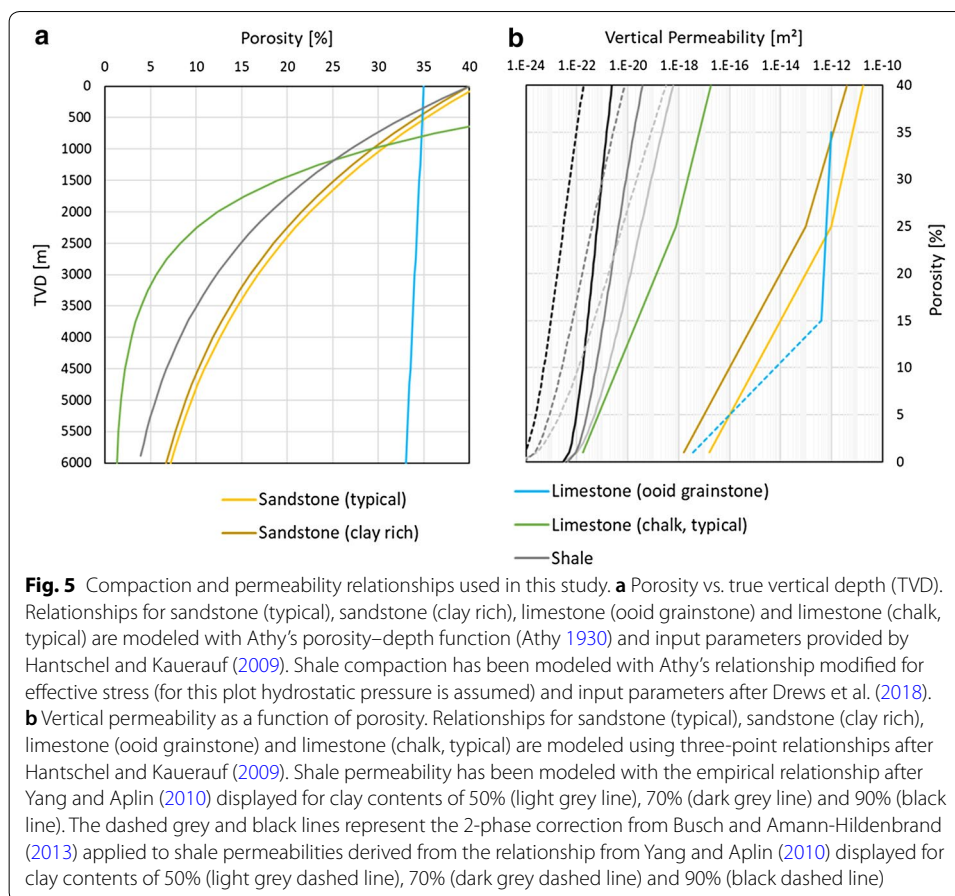 a
Porosity [%]
0 5 10 15 20 25 30 35 40
TVD [m]
0
500
1000
1500
2000
2500
3000
3500
4000
4500
5000
5500
6000
b
Vertical Permeability [m²]
1.E-24 1.E-22 1.E-20 1.E-18 1.E-16 1.E-14 1.E-12 1.E-10
40
35
30
25
20
15
10
5
0
Porosity [%]
Sandstone (typical)
Sandstone (clay rich)
Limestone (ooid grainstone)
Limestone (chalk, typical)
Shale
Fig. 5 Compaction and permeability relationships used in this study. a Porosity vs. true vertical depth (TVD).
Relationships for sandstone (typical), sandstone (clay rich), limestone (ooid grainstone) and limestone (chalk,
typical) are modeled with Athy's porosity–depth function (Athy 1930) and input parameters provided by
Hantschel and Kauerauf (2009). Shale compaction has been modeled with Athy's relationship modified for
effective stress (for this plot hydrostatic pressure is assumed) and input parameters after Drews et al. (2018).
b Vertical permeability as a function of porosity. Relationships for sandstone (typical), sandstone (clay rich),
limestone (ooid grainstone) and limestone (chalk, typical) are modeled using three-point relationships after
Hantschel and Kauerauf (2009). Shale permeability has been modeled with the empirical relationship after
Yang and Aplin (2010) displayed for clay contents of 50% (light grey line), 70% (dark grey line) and 90% (black
line). The dashed grey and black lines represent the 2-phase correction from Busch and Amann-Hildenbrand
(2013) applied to shale permeabilities derived from the relationship from Yang and Aplin (2010) displayed for
clay contents of 50% (light grey dashed line), 70% (dark grey dashed line) and 90% (black dashed line)